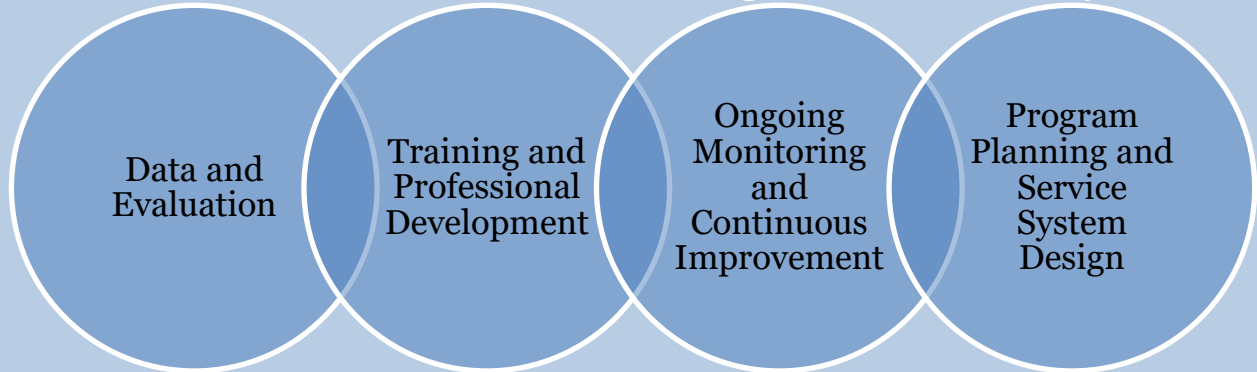 Data and
Evaluation
Training and
Professional
Development
Ongoing
Monitoring
and
Continuous
Improvement
Program
Planning and
Service
System
Design